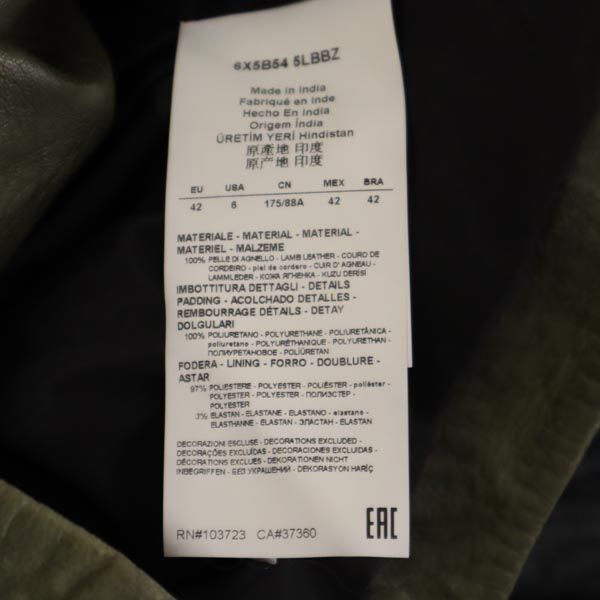 6X5B54 5LBBZ
Made in India
Fabriqué en Inde
Hecho En India
Origem Índia
ÜRETİM YERİ Hindistan
原產地 印度
原产地 印度
EU USA CN MEX BRA
42 6 175/88A 42 42
MATERIALE - MATERIAL - MATERIAL -
MATERIEL - MALZEME
100% PELLE DI AGNELLO - LAMB LEATHER - COURO DE
CORDEIRO - piel de cordero - CUIR D'AGNEAU -
LAMMLEDER - КОЖА ЯГНЕНКА - KUZU DERİSİ
IMBOTTITURA DETTAGLI - DETAILS
PADDING - ACOLCHADO DETALLES -
REMBOURRAGE DÉTAILS - DETAY
DOLGULARI
100% POLIURETANO - POLYURETHANE - POLIURETÂNICA -
poliuretano - POLYURÉTHANIQUE - POLYURETHAN -
ПОЛИУРЕТАНОВОЕ - POLİÜRETAN
FODERA - LINING - FORRO - DOUBLURE -
ASTAR
97% POLIESTERE - POLYESTER - POLIÉSTER - poliéster -
POLYESTER - POLYESTER - ПОЛИЭСТЕР -
POLYESTER
3% ELASTAN - ELASTANE - ELASTANO - elastano -
ELASTHANNE - ELASTAN - ЭЛАСТАН - ELASTAN
DECORAZIONI ESCLUSE - DECORATIONS EXCLUDED -
DECORAÇÕES EXCLUÍDAS - DECORACIONES EXCLUIDAS -
DÉCORATIONS EXCLUES - DEKORATIONEN NICHT
INBEGRIFFEN - БЕЗ УКРАШЕНИЙ - DEKORASYON HARİÇ
RN#103723 CA#37360 EAC